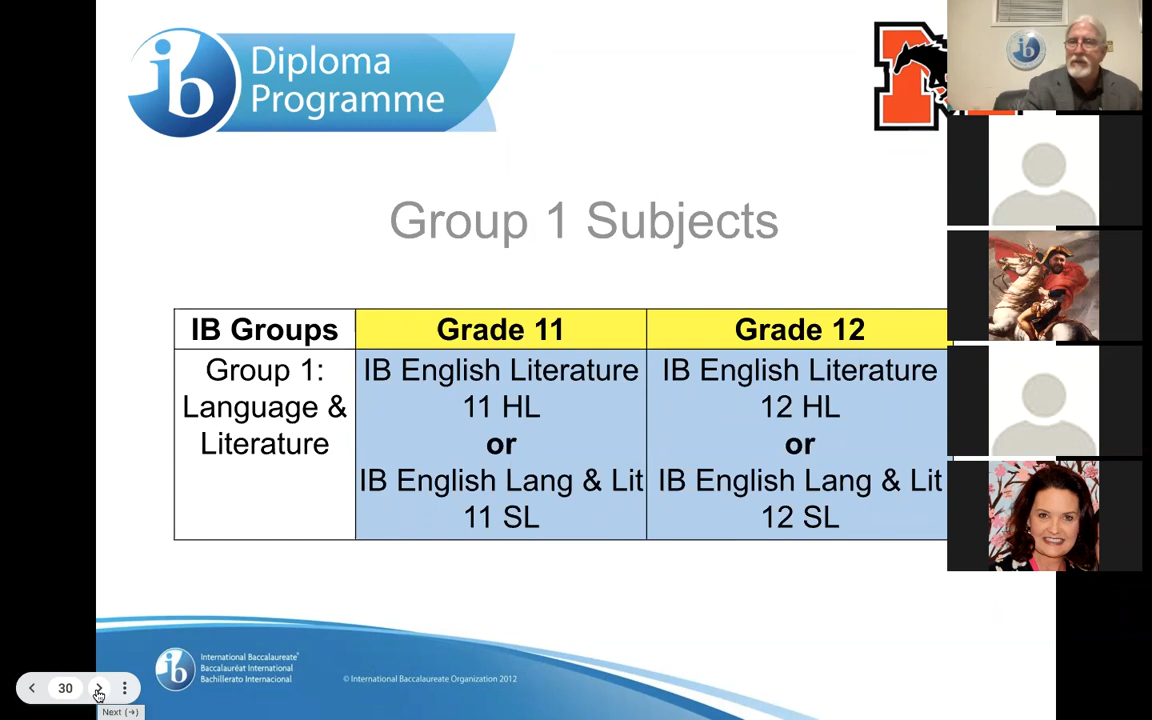 ib
Diploma
Programme
Group 1 Subjects
IB Groups
Grade 11
Grade 12
Group 1:
Language &
Literature
IB English Literature
11 HL
or
IB English Lang & Lit
11 SL
IB English Literature
12 HL
or
IB English Lang & Lit
12 SL
ib
International Baccalaureate®
Baccalauréat International
Bachillerato Internacional
© International Baccalaureate Organization 2012
30
Next (→)